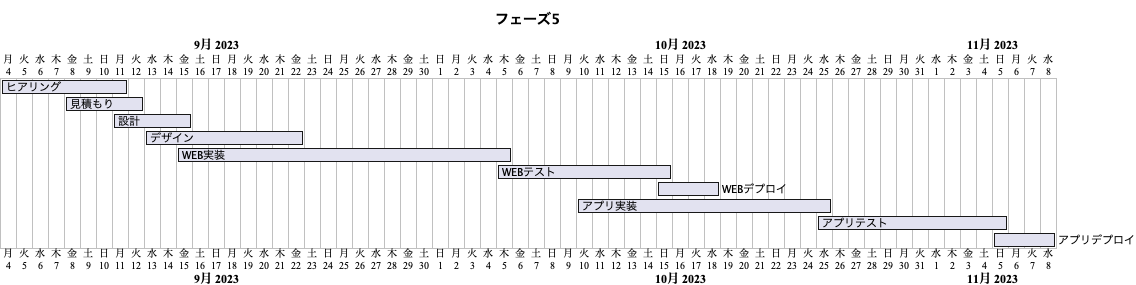 フェーズ5
9月 2023 10月 2023 11月 2023
月 火 水 木 金 土 日 月 火 水 木 金 土 日 月 火 水 木 金 土 日 月 火 水 木 金 土 日 月 火 水 木 金 土 日 月 火 水 木 金 土 日 月 火 水 木 金 土 日 月 火 水 木 金 土 日 月 火 水 木 金 土 日 月 火 水
4 5 6 7 8 9 10 11 12 13 14 15 16 17 18 19 20 21 22 23 24 25 26 27 28 29 30 1 2 3 4 5 6 7 8 9 10 11 12 13 14 15 16 17 18 19 20 21 22 23 24 25 26 27 28 29 30 31 1 2 3 4 5 6 7 8
ヒアリング
見積もり
設計
デザイン
WEB実装
WEBテスト
WEBデプロイ
アプリ実装
アプリテスト
アプリデプロイ
月 火 水 木 金 土 日 月 火 水 木 金 土 日 月 火 水 木 金 土 日 月 火 水 木 金 土 日 月 火 水 木 金 土 日 月 火 水 木 金 土 日 月 火 水 木 金 土 日 月 火 水 木 金 土 日 月 火 水 木 金 土 日 月 火 水
4 5 6 7 8 9 10 11 12 13 14 15 16 17 18 19 20 21 22 23 24 25 26 27 28 29 30 1 2 3 4 5 6 7 8 9 10 11 12 13 14 15 16 17 18 19 20 21 22 23 24 25 26 27 28 29 30 31 1 2 3 4 5 6 7 8
9月 2023 10月 2023 11月 2023